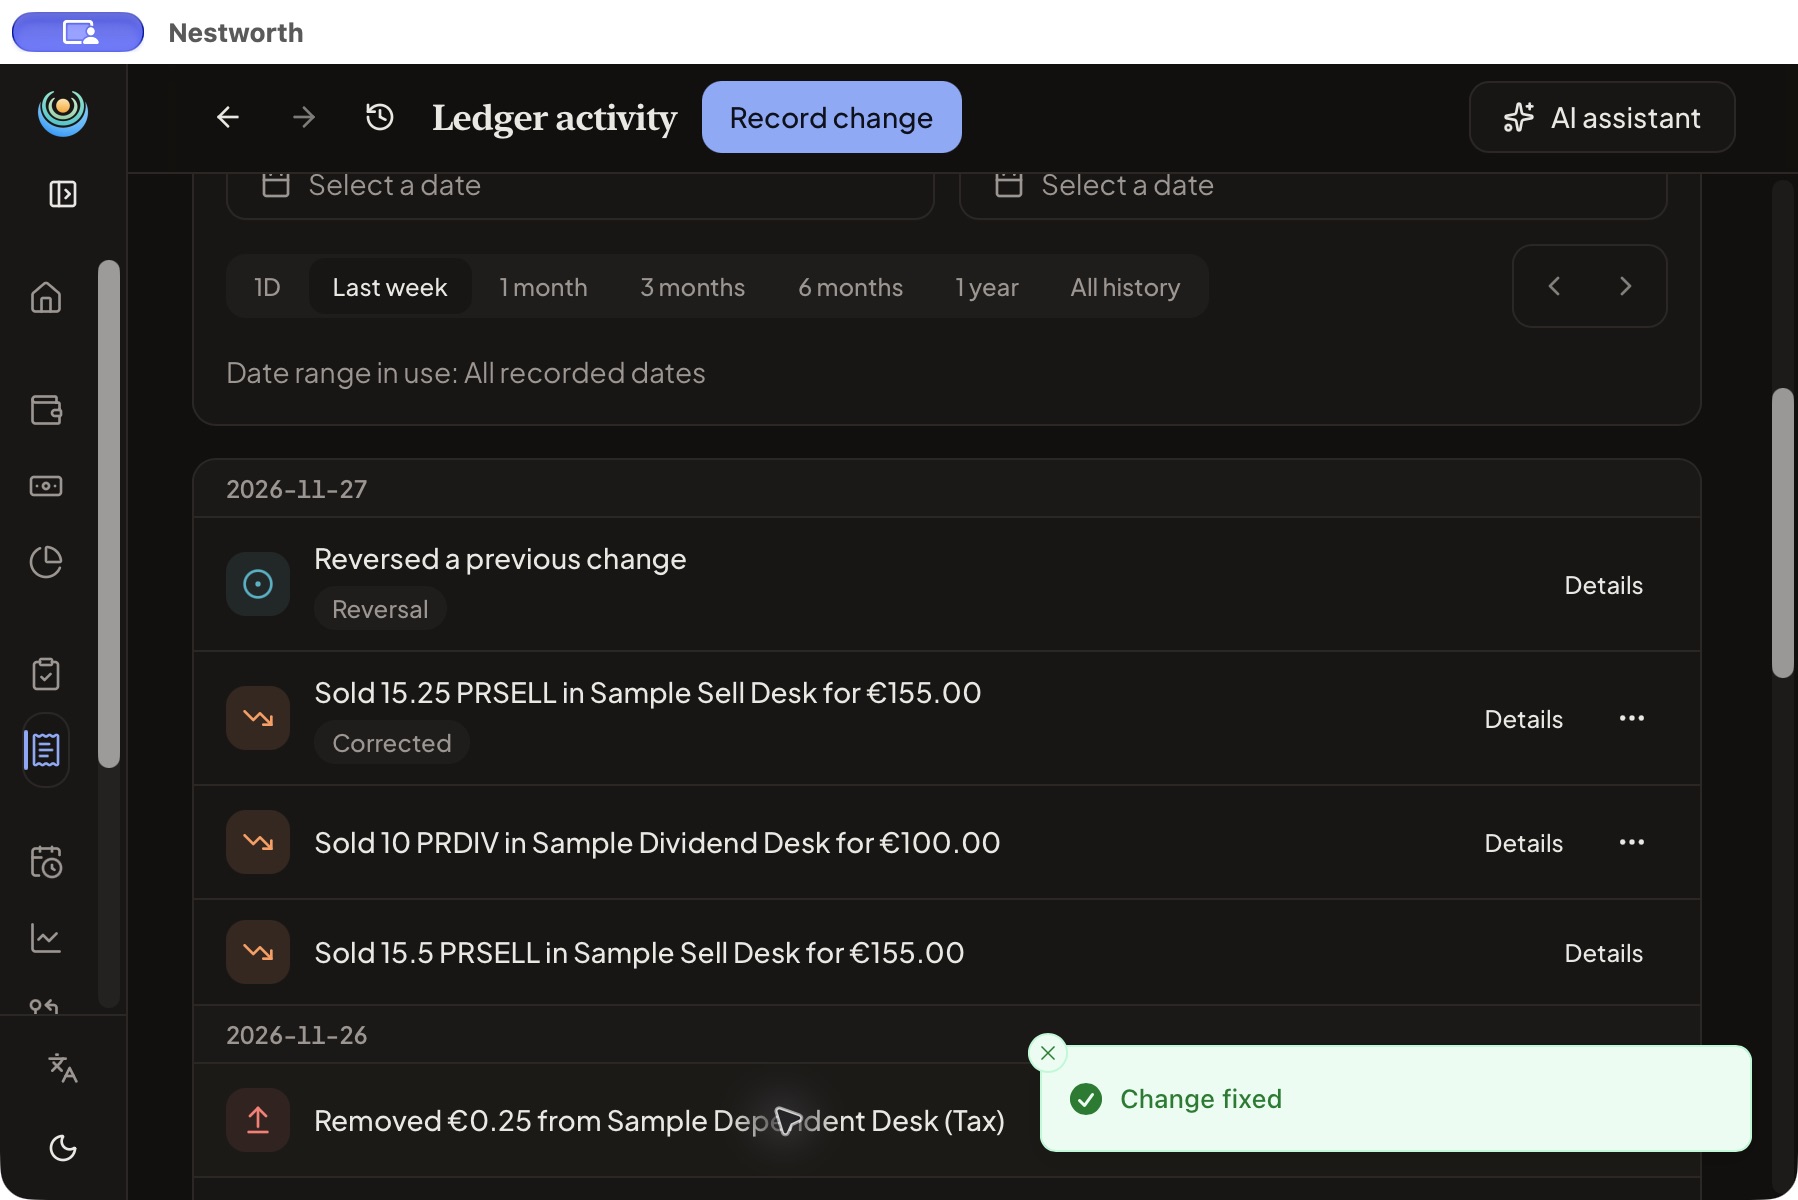 Nestworth
Ledger activity
Record change
AI assistant
Select a date
Select a date
1D
Last week
1 month
3 months
6 months
1 year
All history
Date range in use: All recorded dates
2026-11-27
Reversed a previous change
Reversal
Details
Sold 15.25 PRSELL in Sample Sell Desk for €155.00
Corrected
Details
Sold 10 PRDIV in Sample Dividend Desk for €100.00
Details
Sold 15.5 PRSELL in Sample Sell Desk for €155.00
Details
2026-11-26
Removed €0.25 from Sample Dependent Desk (Tax)
Change fixed